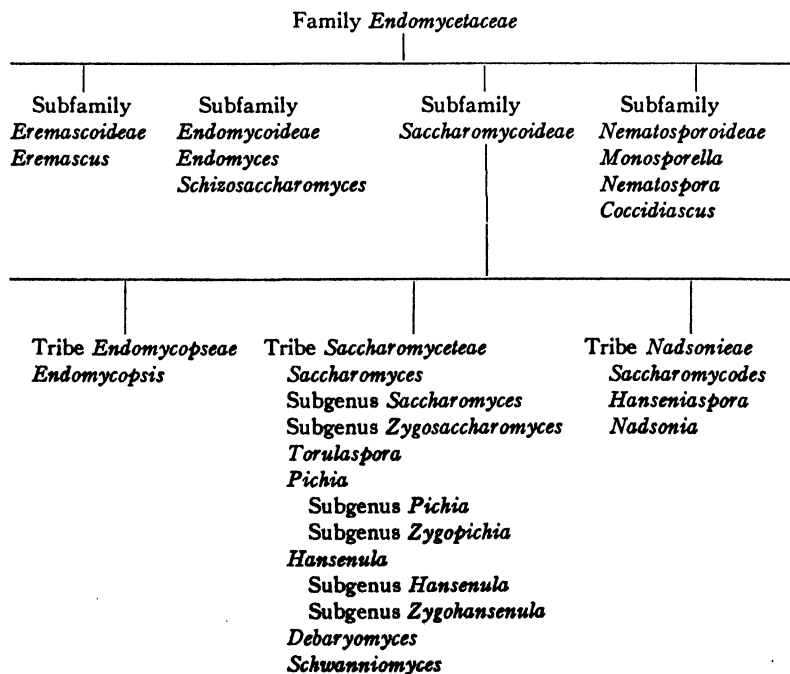 Family Endomycetaceae
Subfamily
Eremascoideae
Eremascus
Subfamily
Endomycoideae
Endomyces
Schizosaccharomyces
Subfamily
Saccharomycoideae
Subfamily
Nematosporoideae
Monosporella
Nematospora
Coccidiascus
Tribe Endomycopseae
Endomycopsis
Tribe Saccharomyceteae
Saccharomyces
Subgenus Saccharomyces
Subgenus Zygosaccharomyces
Torulaspora
Pichia
Subgenus Pichia
Subgenus Zygopichia
Hansenula
Subgenus Hansenula
Subgenus Zygohansenula
Debaryomyces
Schwanniomyces
Tribe Nadsonieae
Saccharomycodes
Hanseniaspora
Nadsonia